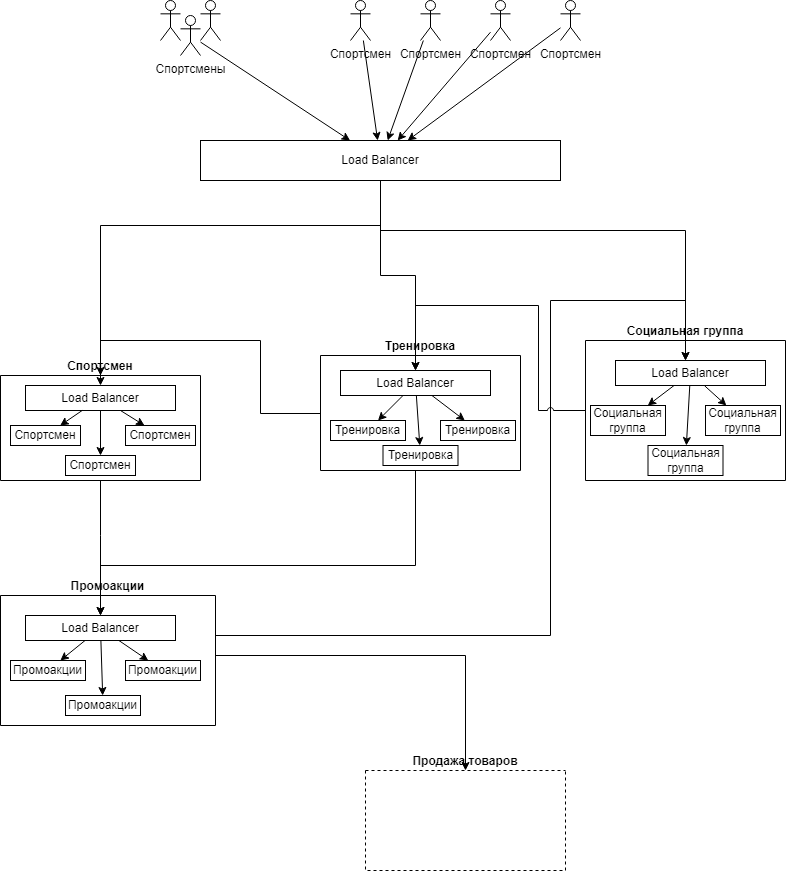 Спортсмены
Спортсмен
Спортсмен
Спортсмен
Спортсмен
Load Balancer
Спортсмен
Load Balancer
Спортсмен
Спортсмен
Спортсмен
Тренировка
Load Balancer
Тренировка
Тренировка
Тренировка
Социальная группа
Load Balancer
Социальная
группа
Социальная
группа
Социальная
группа
Промоакции
Load Balancer
Промоакции
Промоакции
Промоакции
Продажа товаров